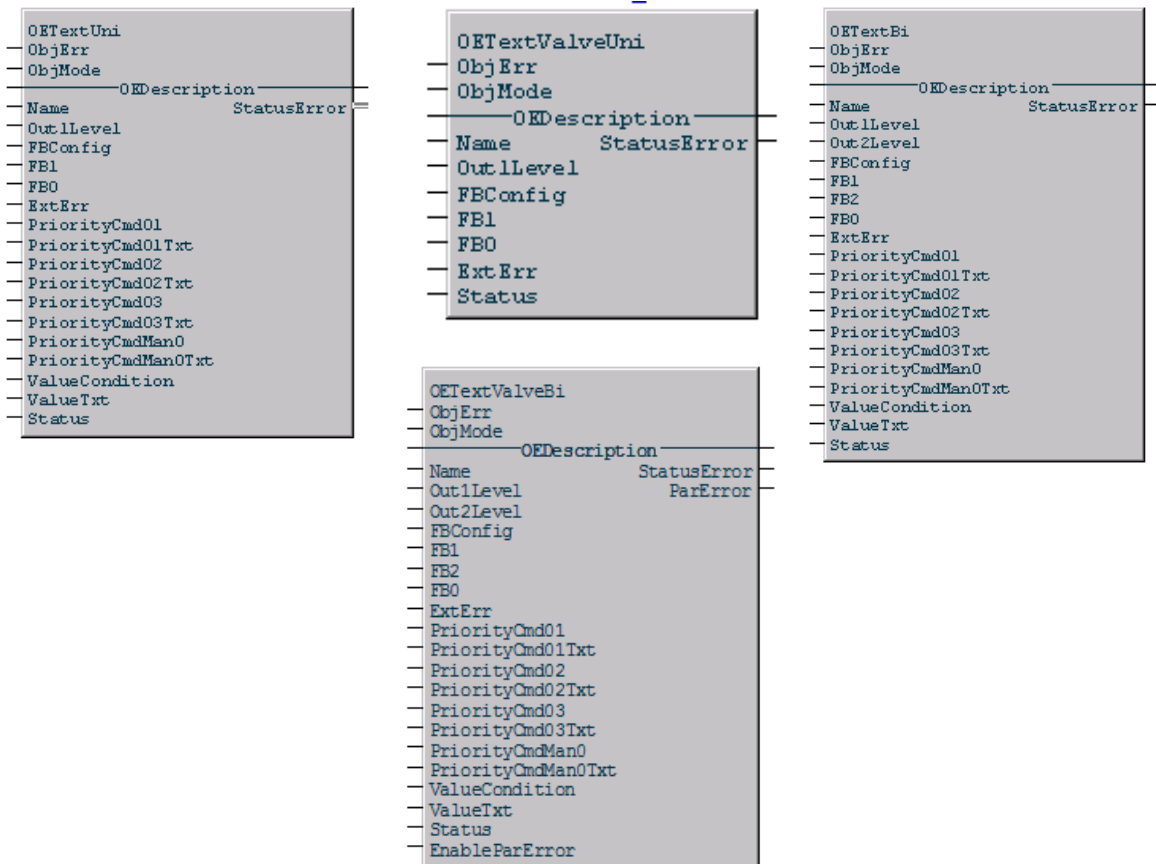 OETextUni
ObjErr
ObjMode
OEDescription
Name StatusError
Out1Level
FBConfig
FB1
FB0
ExtErr
PriorityCmd01
PriorityCmd01Txt
PriorityCmd02
PriorityCmd02Txt
PriorityCmd03
PriorityCmd03Txt
PriorityCmdMan0
PriorityCmdMan0Txt
ValueCondition
ValueTxt
Status
OETextValveUni
ObjErr
ObjMode
OEDescription
Name StatusError
Out1Level
FBConfig
FB1
FB0
ExtErr
Status
OETextBi
ObjErr
ObjMode
OEDescription
Name StatusError
Out1Level
Out2Level
FBConfig
FB1
FB2
FB0
ExtErr
PriorityCmd01
PriorityCmd01Txt
PriorityCmd02
PriorityCmd02Txt
PriorityCmd03
PriorityCmd03Txt
PriorityCmdMan0
PriorityCmdMan0Txt
ValueCondition
ValueTxt
Status
OETextValveBi
ObjErr
ObjMode
OEDescription
Name StatusError
Out1Level ParError
Out2Level
FBConfig
FB1
FB2
FB0
ExtErr
PriorityCmd01
PriorityCmd01Txt
PriorityCmd02
PriorityCmd02Txt
PriorityCmd03
PriorityCmd03Txt
PriorityCmdMan0
PriorityCmdMan0Txt
ValueCondition
ValueTxt
Status
EnableParError